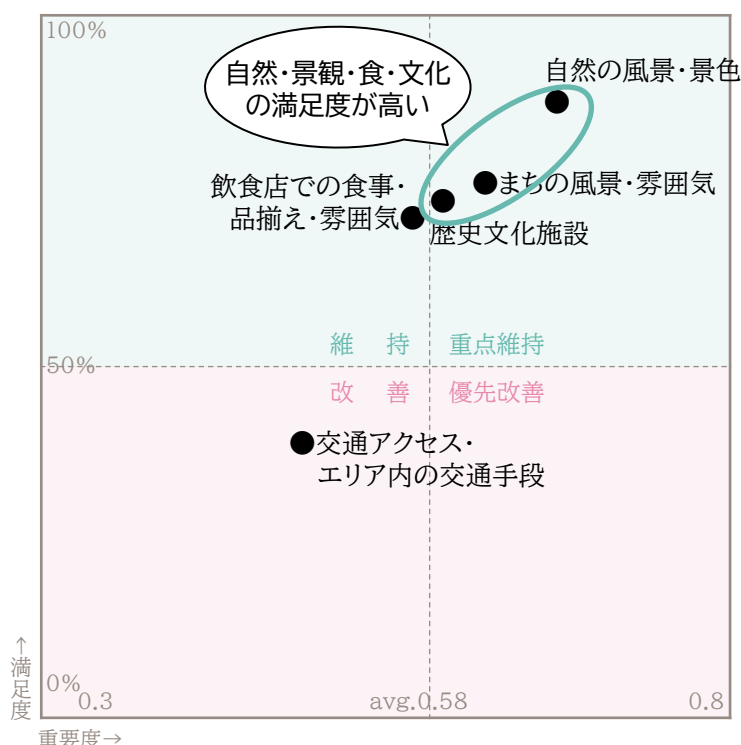 100%
自然・景観・食・文化
の満足度が高い
自然の風景・景色
まちの風景・雰囲気
飲食店での食事・
品揃え・雰囲気
歴史文化施設
維 持
重点維持
50%
改 善
優先改善
交通アクセス・
エリア内の交通手段
↑満足度
0%
0.3
avg.0.58
0.8
重要度→